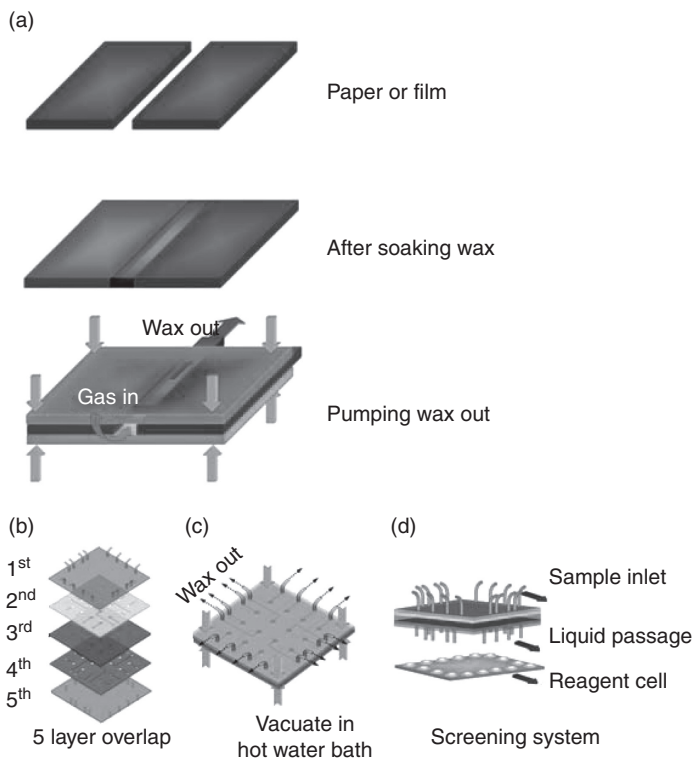 (a)
Paper or film
After soaking wax
Wax out
Gas in
Pumping wax out
(b)
1st
2nd
3rd
4th
5th
5 layer overlap
(c)
Wax out
Vacuate in
hot water bath
(d)
Sample inlet
Liquid passage
Reagent cell
Screening system